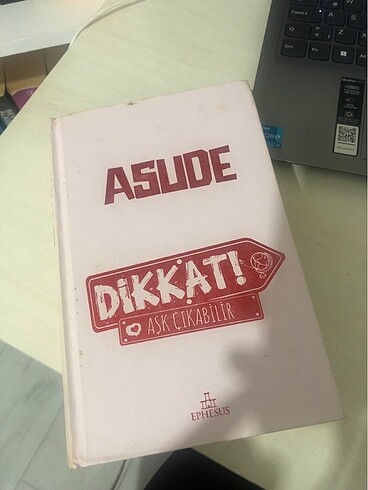 ASUDE
DİKKAT!
AŞK ÇIKABİLİR
EPHESUS